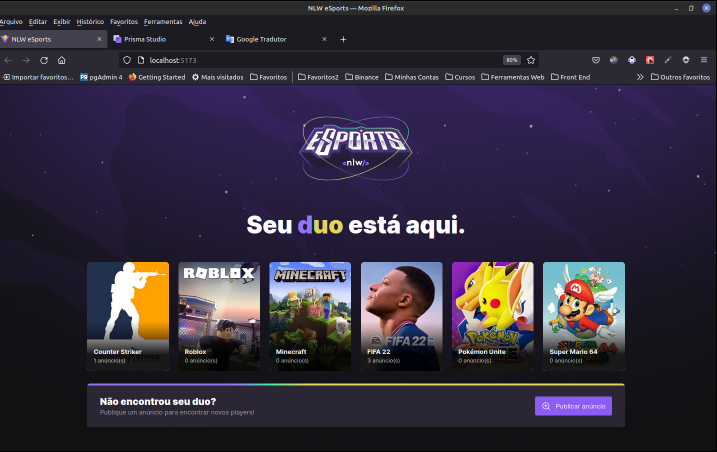 NLW eSports — Mozilla Firefox
Arquivo Editar Exibir Histórico Favoritos Ferramentas Ajuda
NLW eSports
Prisma Studio
Google Tradutor
localhost:5173
80%
Importar favoritos... pgAdmin 4 Getting Started Mais visitados Favoritos Favoritos2 Binance Minhas Contas Cursos Ferramentas Web Front End Outros favoritos
ESPORTS
<nlw/>
Seu duo está aqui.
ROBLOX
MINECRAFT
FIFA 22
POKÉMON
Counter Striker
1 anúncio(s)
Roblox
0 anúncio(s)
Minecraft
0 anúncio(s)
FIFA 22
3 anúncio(s)
Pokémon Unite
0 anúncio(s)
Super Mario 64
0 anúncio(s)
Não encontrou seu duo?
Publique um anúncio para encontrar novos players!
Publicar anúncio